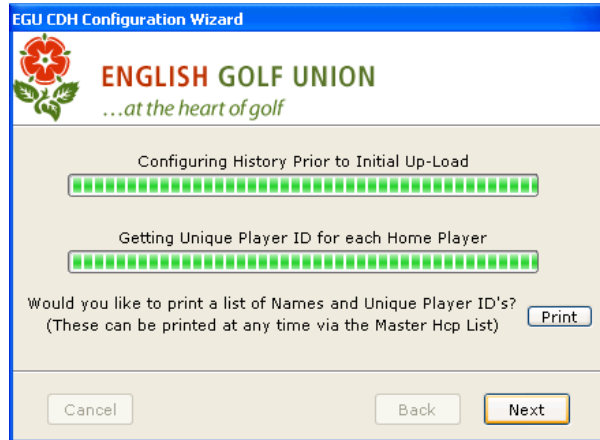 EGU CDH Configuration Wizard
ENGLISH GOLF UNION
...at the heart of golf
Configuring History Prior to Initial Up-Load
Getting Unique Player ID for each Home Player
Would you like to print a list of Names and Unique Player ID's?
(These can be printed at any time via the Master Hcp List)
Print
Cancel
Back
Next